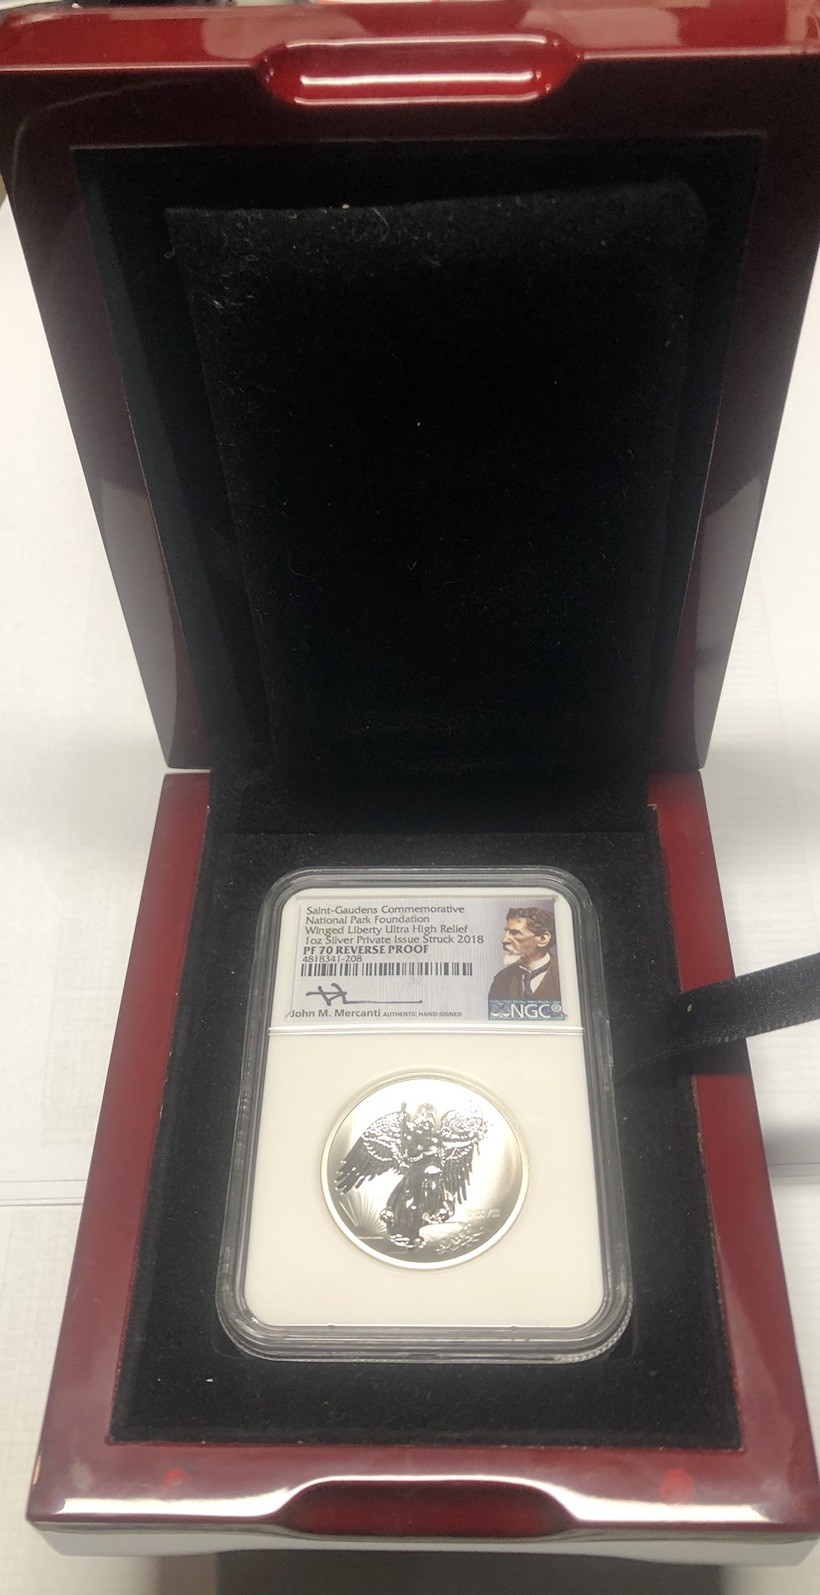 Saint-Gaudens Commemorative
National Park Foundation
Winged Liberty Ultra High Relief
1oz Silver Private Issue Struck 2018
PF 70 REVERSE PROOF
4818341-208
John M. Mercanti AUTHENTIC HAND-SIGNED
NGC®